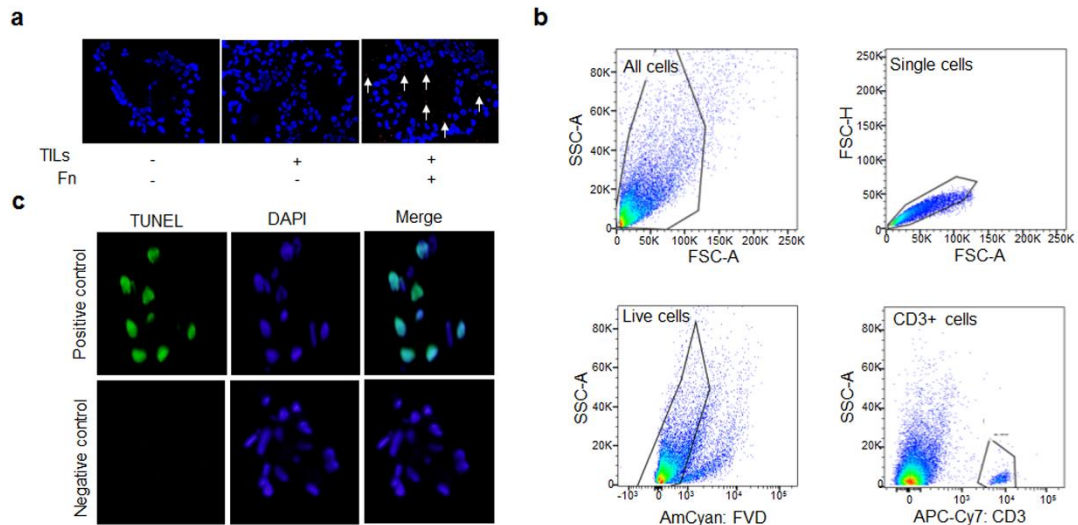 a
TILs - + +
Fn - - +
b
All cells
SSC-A
80K
60K
40K
20K
0
0 50K 100K 150K 200K 250K
FSC-A
Single cells
FSC-H
250K
200K
150K
100K
50K
0
0 50K 100K 150K 200K 250K
FSC-A
Live cells
SSC-A
80K
60K
40K
20K
0
-10³ 0 10³ 10⁴ 10⁵
AmCyan: FVD
CD3+ cells
SSC-A
80K
60K
40K
20K
0
0 10³ 10⁴ 10⁵
APC-Cy7: CD3
c
TUNEL DAPI Merge
Positive control
Negative control